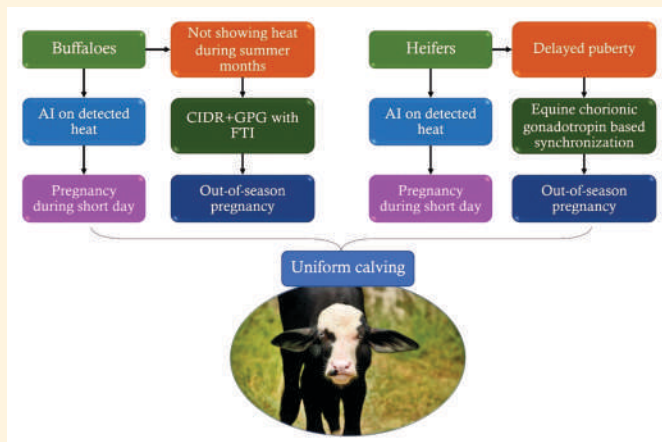 Buffaloes
Not showing heat
during summer
months
AI on detected
heat
CIDR+GPG with
FTI
Pregnancy
during short day
Out-of-season
pregnancy
Heifers
Delayed puberty
AI on detected
heat
Equine chorionic
gonadotropin based
synchronization
Pregnancy
during short day
Out-of-season
pregnancy
Uniform calving